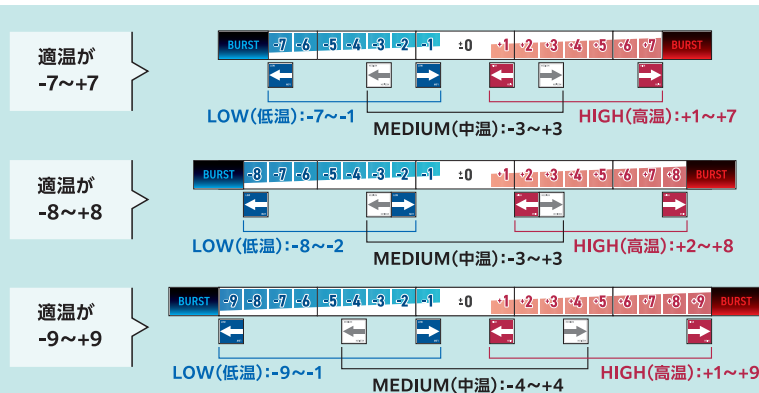 適温が
-7~+7
BURST -7 -6 -5 -4 -3 -2 -1 ±0 +1 +2 +3 +4 +5 +6 +7 BURST
LOW(低温):-7~-1
MEDIUM(中温):-3~+3
HIGH(高温):+1~+7
適温が
-8~+8
BURST -8 -7 -6 -5 -4 -3 -2 -1 ±0 +1 +2 +3 +4 +5 +6 +7 +8 BURST
LOW(低温):-8~-2
MEDIUM(中温):-3~+3
HIGH(高温):+2~+8
適温が
-9~+9
BURST -9 -8 -7 -6 -5 -4 -3 -2 -1 ±0 +1 +2 +3 +4 +5 +6 +7 +8 +9 BURST
LOW(低温):-9~-1
MEDIUM(中温):-4~+4
HIGH(高温):+1~+9